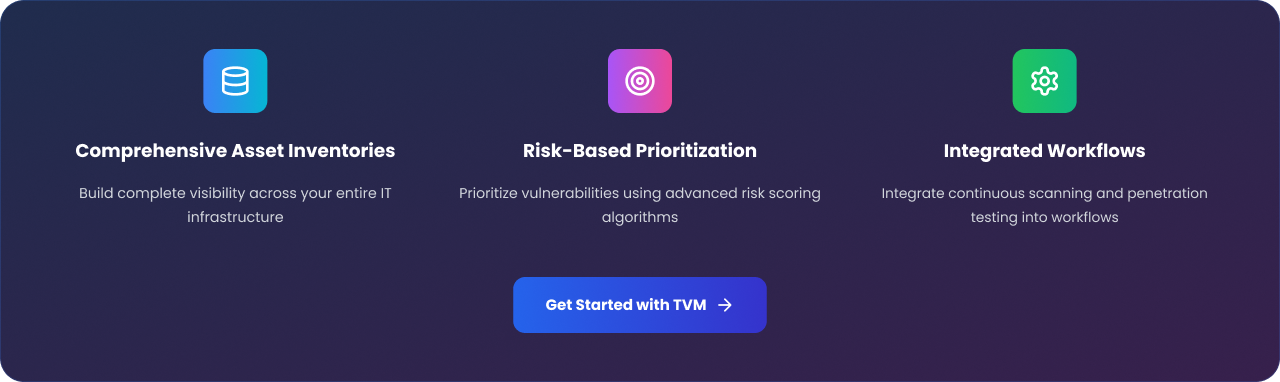 Comprehensive Asset Inventories
Build complete visibility across your entire IT
infrastructure
Risk-Based Prioritization
Prioritize vulnerabilities using advanced risk scoring
algorithms
Integrated Workflows
Integrate continuous scanning and penetration
testing into workflows
Get Started with TVM